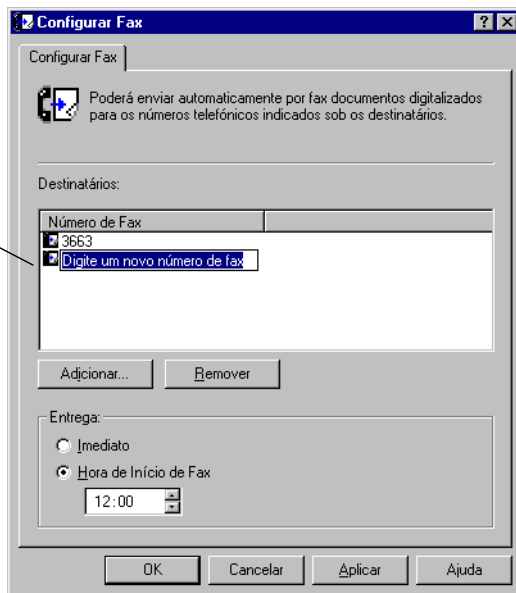 Configurar Fax
Configurar Fax
Poderá enviar automaticamente por fax documentos digitalizados
para os números telefónicos indicados sob os destinatários.
Destinatários:
Número de Fax
3663
Digite um novo número de fax
Adicionar... Remover
Entrega:
Imediato
Hora de Início de Fax
12:00
OK Cancelar Aplicar Ajuda